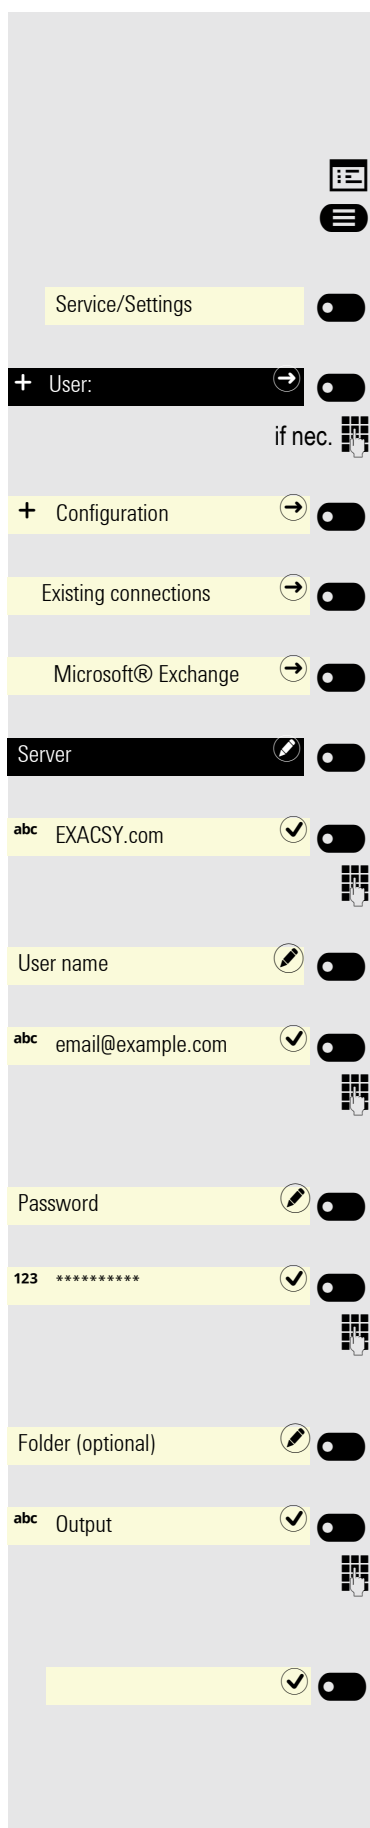 Service/Settings
+ User:
if nec.
+ Configuration
Existing connections
Microsoft® Exchange
Server
abc EXACSY.com
User name
abc email@example.com
Password
123 **********
Folder (optional)
abc Output